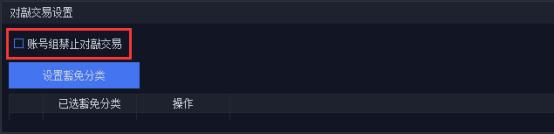 对敲交易设置
账号组禁止对敲交易
设置豁免分类
已选豁免分类 操作